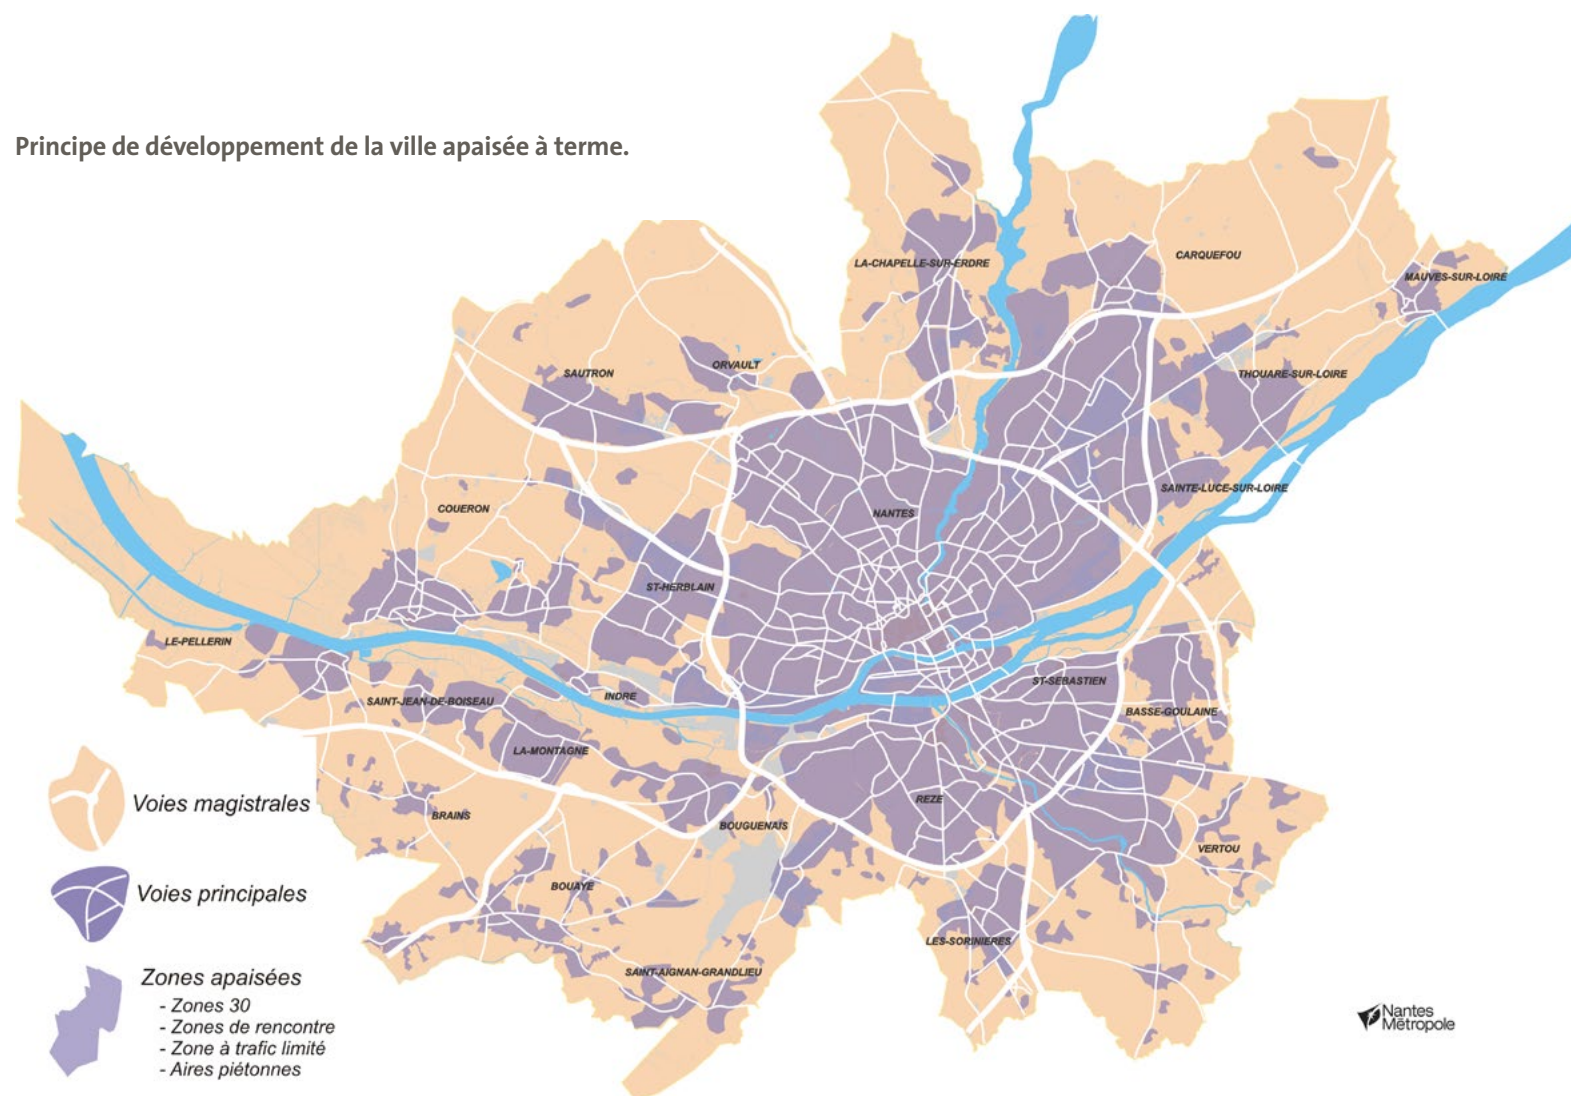 Principe de développement de la ville apaisée à terme.
CARQUEFOU
LA-CHAPELLE-SUR-ERDRE
MAUVES-SUR-LOIRE
ORVAULT
SAUTRON
THOUARE-SUR-LOIRE
SAINTE-LUCE-SUR-LOIRE
COUERON
NANTES
ST-HERBLAIN
LE-PELLERIN
ST-SEBASTIEN
INDRE
SAINT-JEAN-DE-BOISEAU
BASSE-GOULAINE
LA-MONTAGNE
REZE
BRAINS
BOUGUENAIS
VERTOU
BOUAYE
LES-SORINIERES
SAINT-AIGNAN-GRANDLIEU
Voies magistrales
Voies principales
Zones apaisées
- Zones 30
- Zones de rencontre
- Zone à trafic limité
- Aires piétonnes
Nantes
Métropole